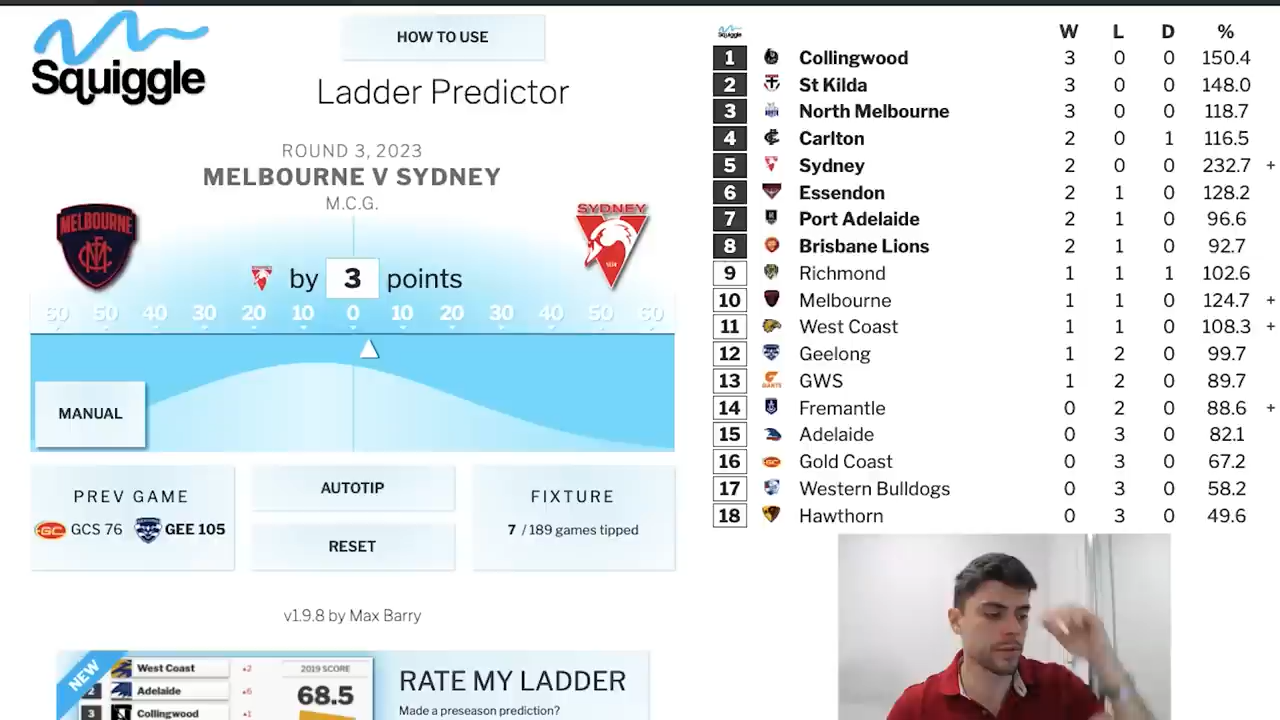 Squiggle
HOW TO USE
Ladder Predictor
ROUND 3, 2023
MELBOURNE V SYDNEY
M.C.G.
MELBOURNE
SYDNEY
by 3 points
60 50 40 30 20 10 0 10 20 30 40 50 60
MANUAL
PREV GAME
GCS 76 GEE 105
AUTOTIP
RESET
FIXTURE
7 / 189 games tipped
v1.9.8 by Max Barry
NEW
West Coast +2
2 Adelaide +6
3 Collingwood +1
2019 SCORE
68.5
RATE MY LADDER
Made a preseason prediction?
Squiggle W L D %
1 Collingwood 3 0 0 150.4
2 St Kilda 3 0 0 148.0
3 North Melbourne 3 0 0 118.7
4 Carlton 2 0 1 116.5
5 Sydney 2 0 0 232.7 +
6 Essendon 2 1 0 128.2
7 Port Adelaide 2 1 0 96.6
8 Brisbane Lions 2 1 0 92.7
9 Richmond 1 1 1 102.6
10 Melbourne 1 1 0 124.7 +
11 West Coast 1 1 0 108.3 +
12 Geelong 1 2 0 99.7
13 GWS 1 2 0 89.7
14 Fremantle 0 2 0 88.6 +
15 Adelaide 0 3 0 82.1
16 Gold Coast 0 3 0 67.2
17 Western Bulldogs 0 3 0 58.2
18 Hawthorn 0 3 0 49.6